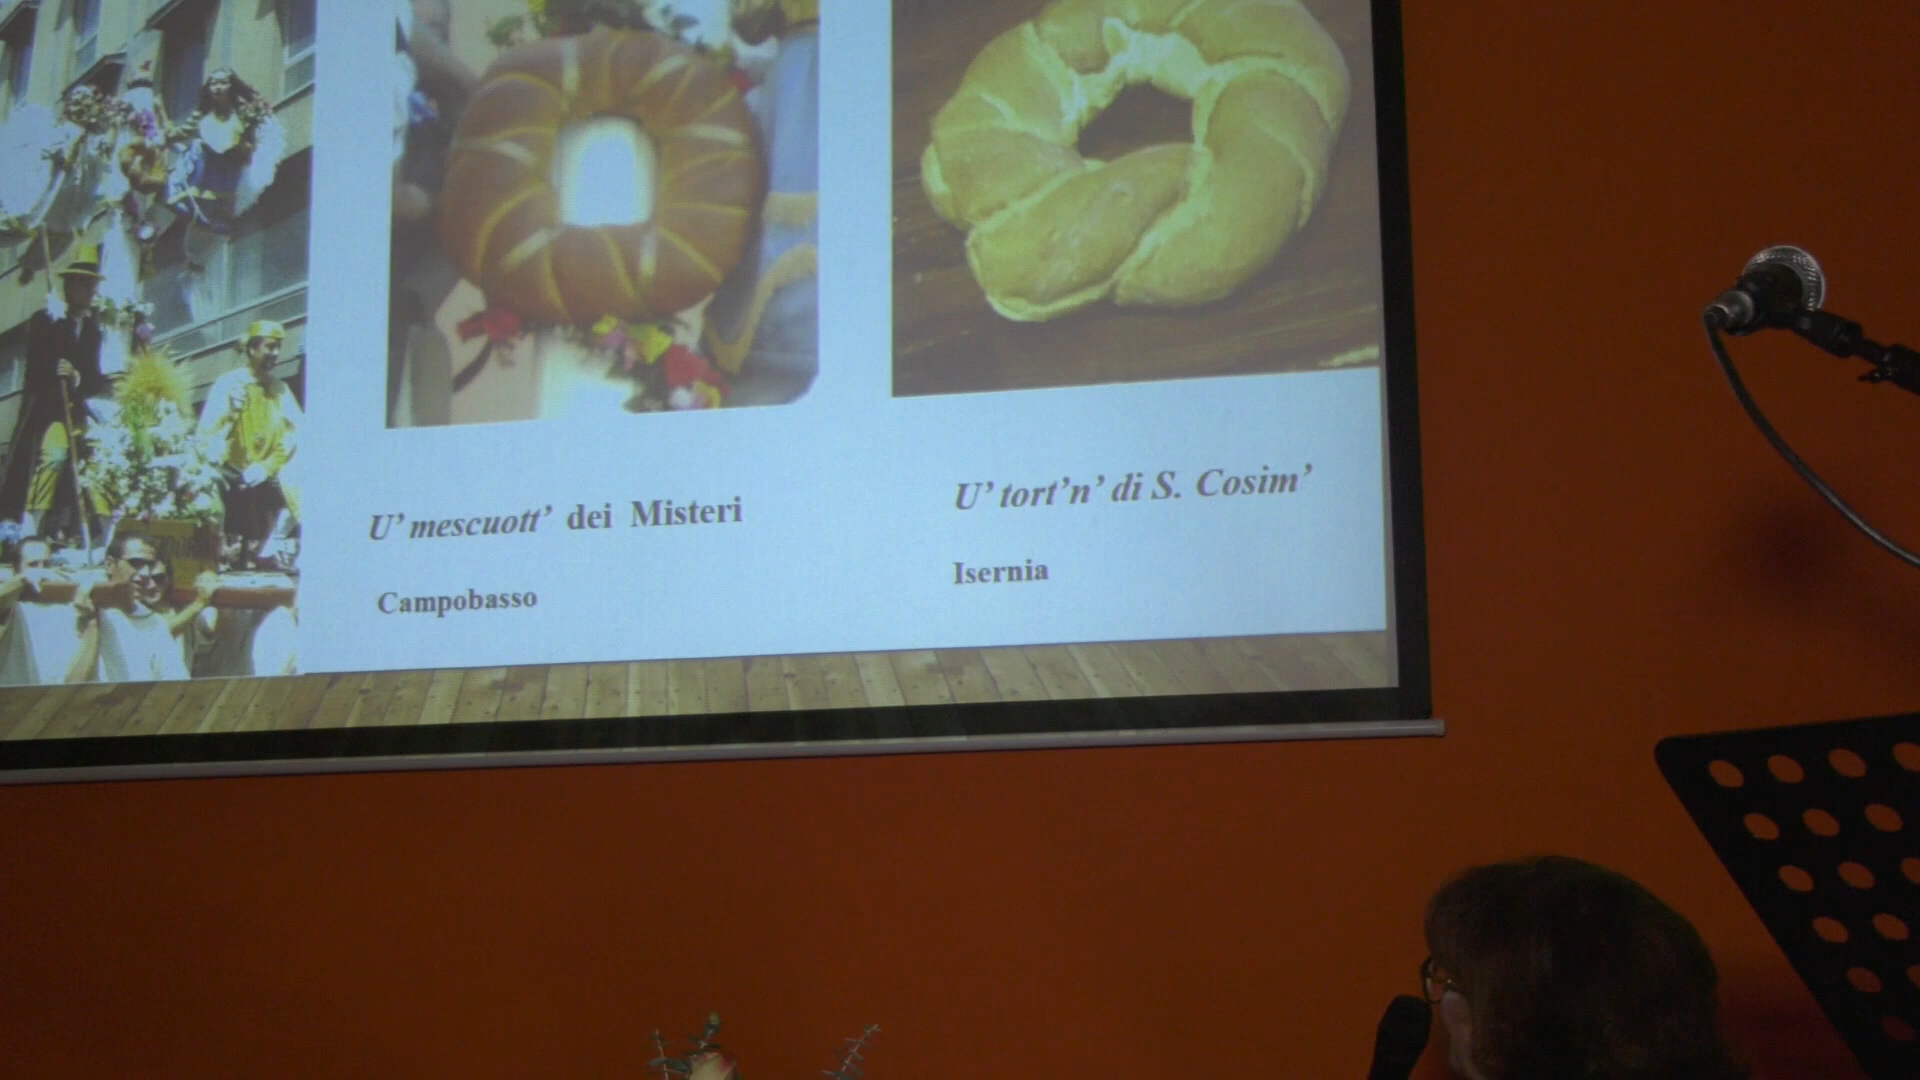 U’ mescuott’ dei Misteri
Campobasso
U’ tort’n’ di S. Cosim’
Isernia